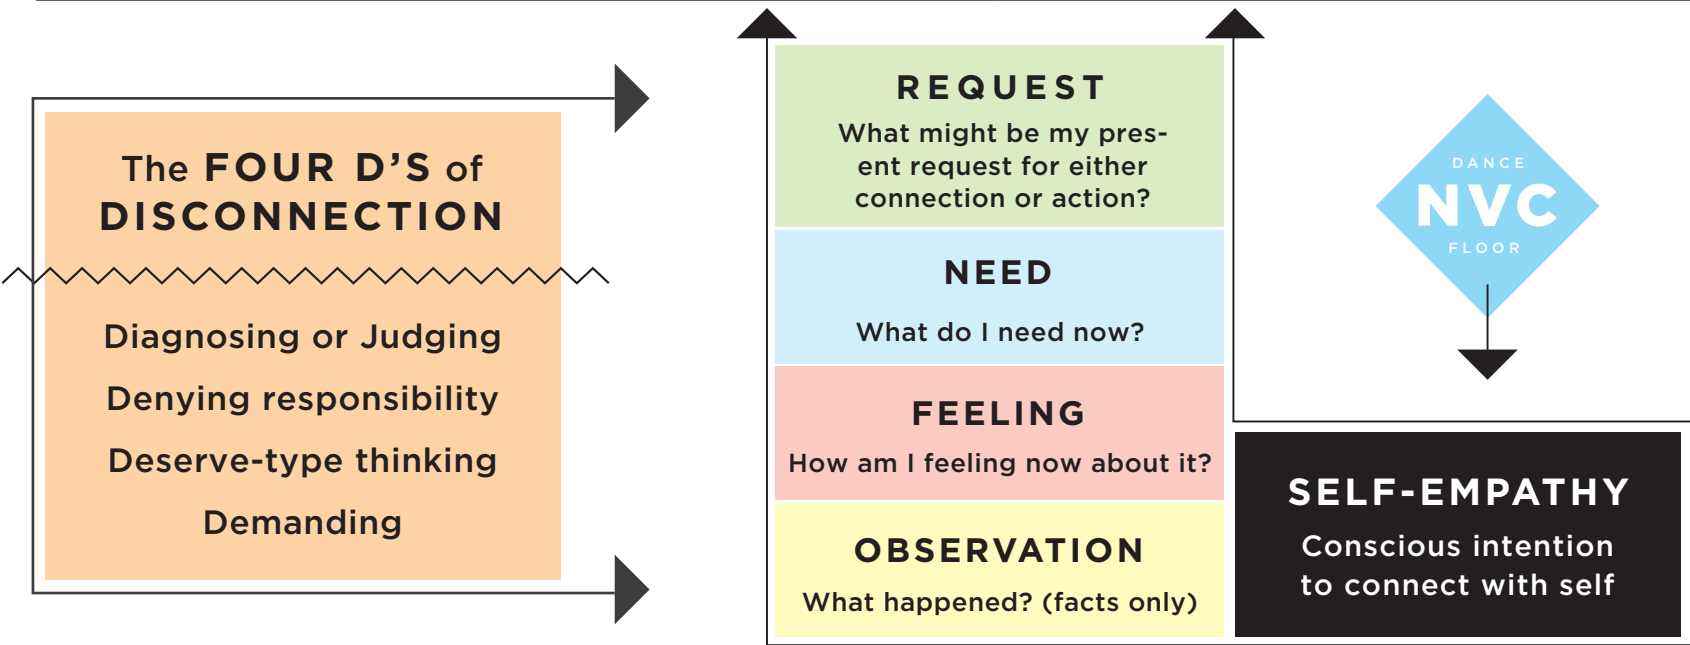 The FOUR D’S of
DISCONNECTION
Diagnosing or Judging
Denying responsibility
Deserve-type thinking
Demanding
REQUEST
What might be my pres-
ent request for either
connection or action?
NEED
What do I need now?
FEELING
How am I feeling now about it?
OBSERVATION
What happened? (facts only)
DANCE
NVC
FLOOR
SELF-EMPATHY
Conscious intention
to connect with self